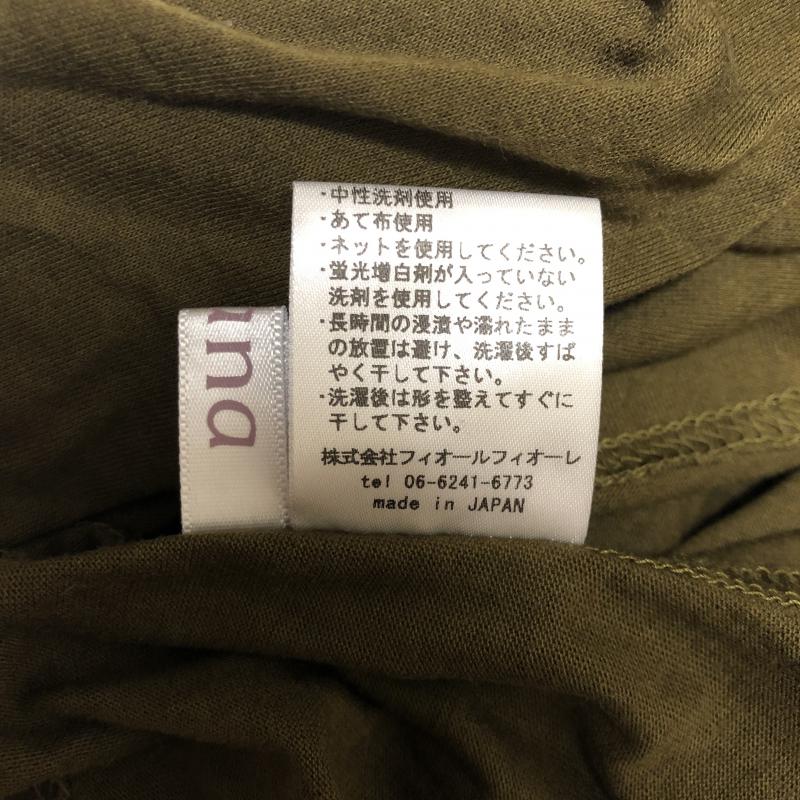 ・中性洗剤使用
・あて布使用
・ネットを使用してください。
・蛍光増白剤が入っていない
洗剤を使用してください。
・長時間の浸漬や濡れたまま
の放置は避け、洗濯後すば
やく干して下さい。
・洗濯後は形を整えてすぐに
干して下さい。
株式会社フィオールフィオーレ
tel 06-6241-6773
made in JAPAN
una